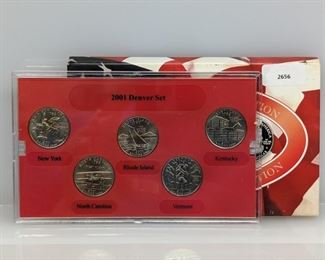 2656
2001 Denver Set
New York
Rhode Island
Kentucky
North Carolina
Vermont